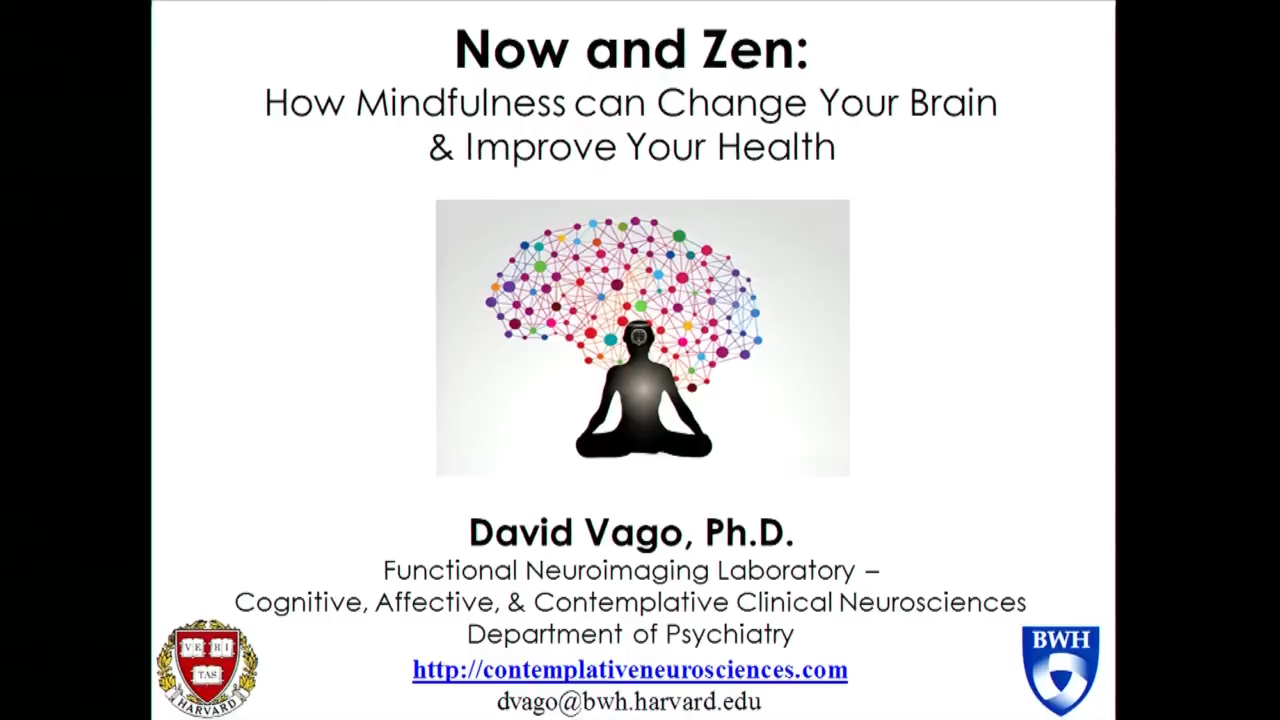 Now and Zen:
How Mindfulness can Change Your Brain
& Improve Your Health
David Vago, Ph.D.
Functional Neuroimaging Laboratory –
Cognitive, Affective, & Contemplative Clinical Neurosciences
Department of Psychiatry
http://contemplativeneurosciences.com
dvago@bwh.harvard.edu
VE RI
TAS
HARVARD
BWH